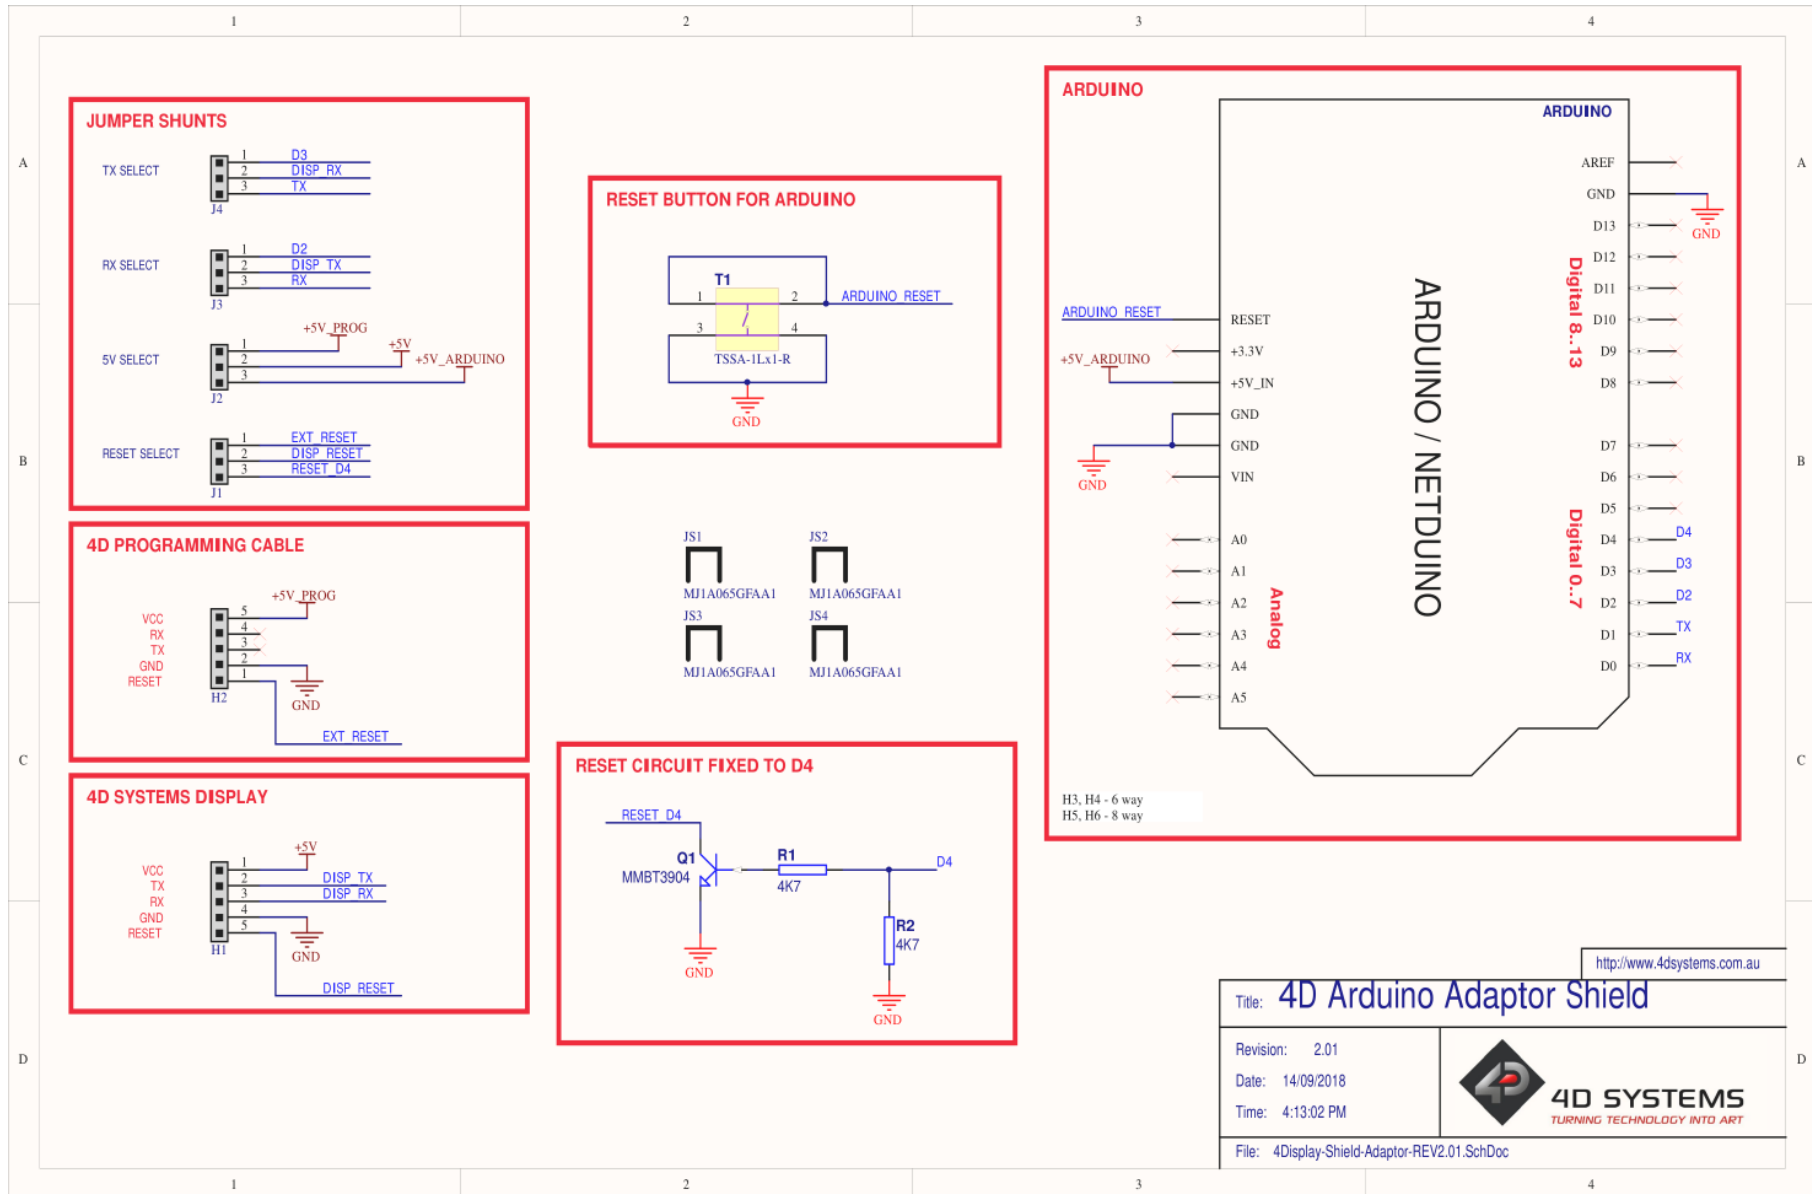 1 2 3 4
A
B
C
D
A
B
C
D
1 2 3 4
JUMPER SHUNTS
TX SELECT
1 D3
2 DISP_RX
3 TX
J4
RX SELECT
1 D2
2 DISP_TX
3 RX
J3
5V SELECT
+5V_PROG
+5V
+5V_ARDUINO
1
2
3
J2
RESET SELECT
1 EXT_RESET
2 DISP_RESET
3 RESET_D4
J1
4D PROGRAMMING CABLE
+5V_PROG
VCC 5
RX 4
TX 3
GND 2
RESET 1
H2
GND
EXT_RESET
4D SYSTEMS DISPLAY
+5V
VCC 1
TX 2 DISP_TX
RX 3 DISP_RX
GND 4
RESET 5
H1
GND
DISP_RESET
RESET BUTTON FOR ARDUINO
T1
1 2 ARDUINO_RESET
3 4
TSSA-1Lx1-R
GND
JS1
MJ1A065GFAA1
JS2
MJ1A065GFAA1
JS3
MJ1A065GFAA1
JS4
MJ1A065GFAA1
RESET CIRCUIT FIXED TO D4
RESET_D4
Q1
MMBT3904
R1
4K7
D4
R2
4K7
GND
GND
ARDUINO
ARDUINO
ARDUINO_RESET
RESET
+3.3V
+5V_ARDUINO
+5V_IN
GND
GND
GND
VIN
A0
A1
A2
A3
A4
A5
Analog
ARDUINO / NETDUINO
AREF
GND
GND
D13
D12
D11
D10
D9
D8
Digital 8..13
D7
D6
D5
D4 D4
D3 D3
D2 D2
D1 TX
D0 RX
Digital 0..7
H3, H4 - 6 way
H5, H6 - 8 way
http://www.4dsystems.com.au
Title: 4D Arduino Adaptor Shield
Revision: 2.01
Date: 14/09/2018
Time: 4:13:02 PM
4D
4D SYSTEMS
TURNING TECHNOLOGY INTO ART
File: 4Display-Shield-Adaptor-REV2.01.SchDoc